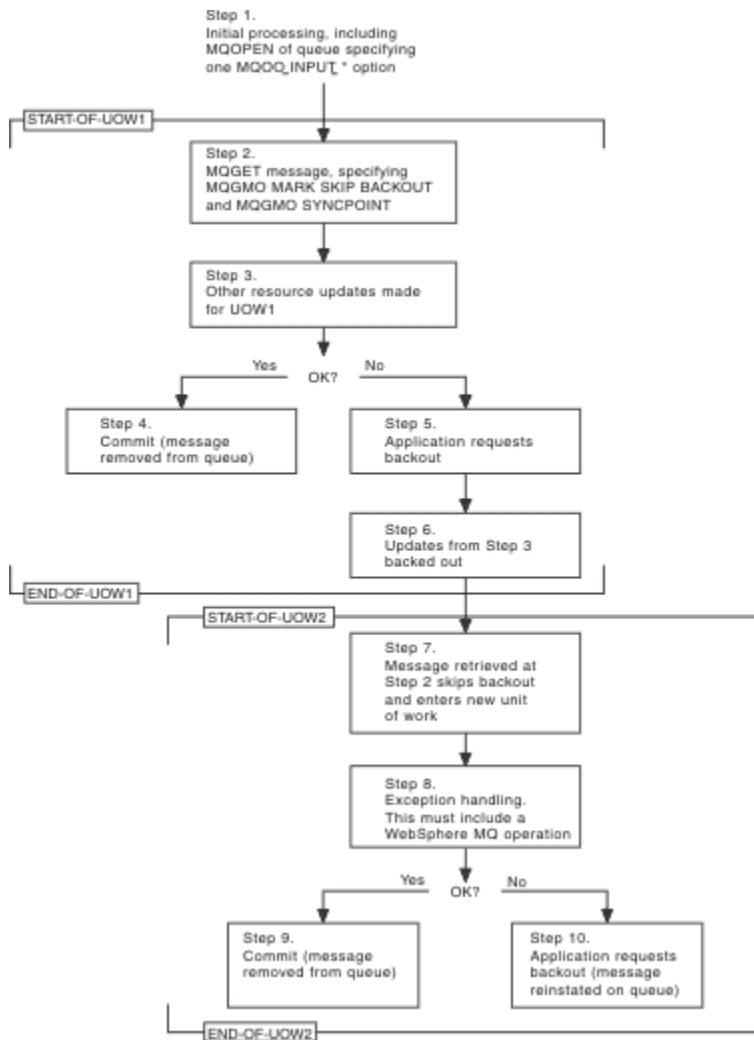 Step 1.
Initial processing, including
MQOPEN of queue specifying
one MQOO_INPUT_* option
START-OF-UOW1
Step 2.
MQGET message, specifying
MQGMO MARK SKIP BACKOUT
and MQGMO SYNCPOINT
Step 3.
Other resource updates made
for UOW1
Yes
OK?
No
Step 4.
Commit (message
removed from queue)
Step 5.
Application requests
backout
Step 6.
Updates from Step 3
backed out
END-OF-UOW1
START-OF-UOW2
Step 7.
Message retrieved at
Step 2 skips backout
and enters new unit
of work
Step 8.
Exception handling.
This must include a
WebSphere MQ operation
Yes
OK?
No
Step 9.
Commit (message
removed from queue)
Step 10.
Application requests
backout (message
reinstated on queue)
END-OF-UOW2